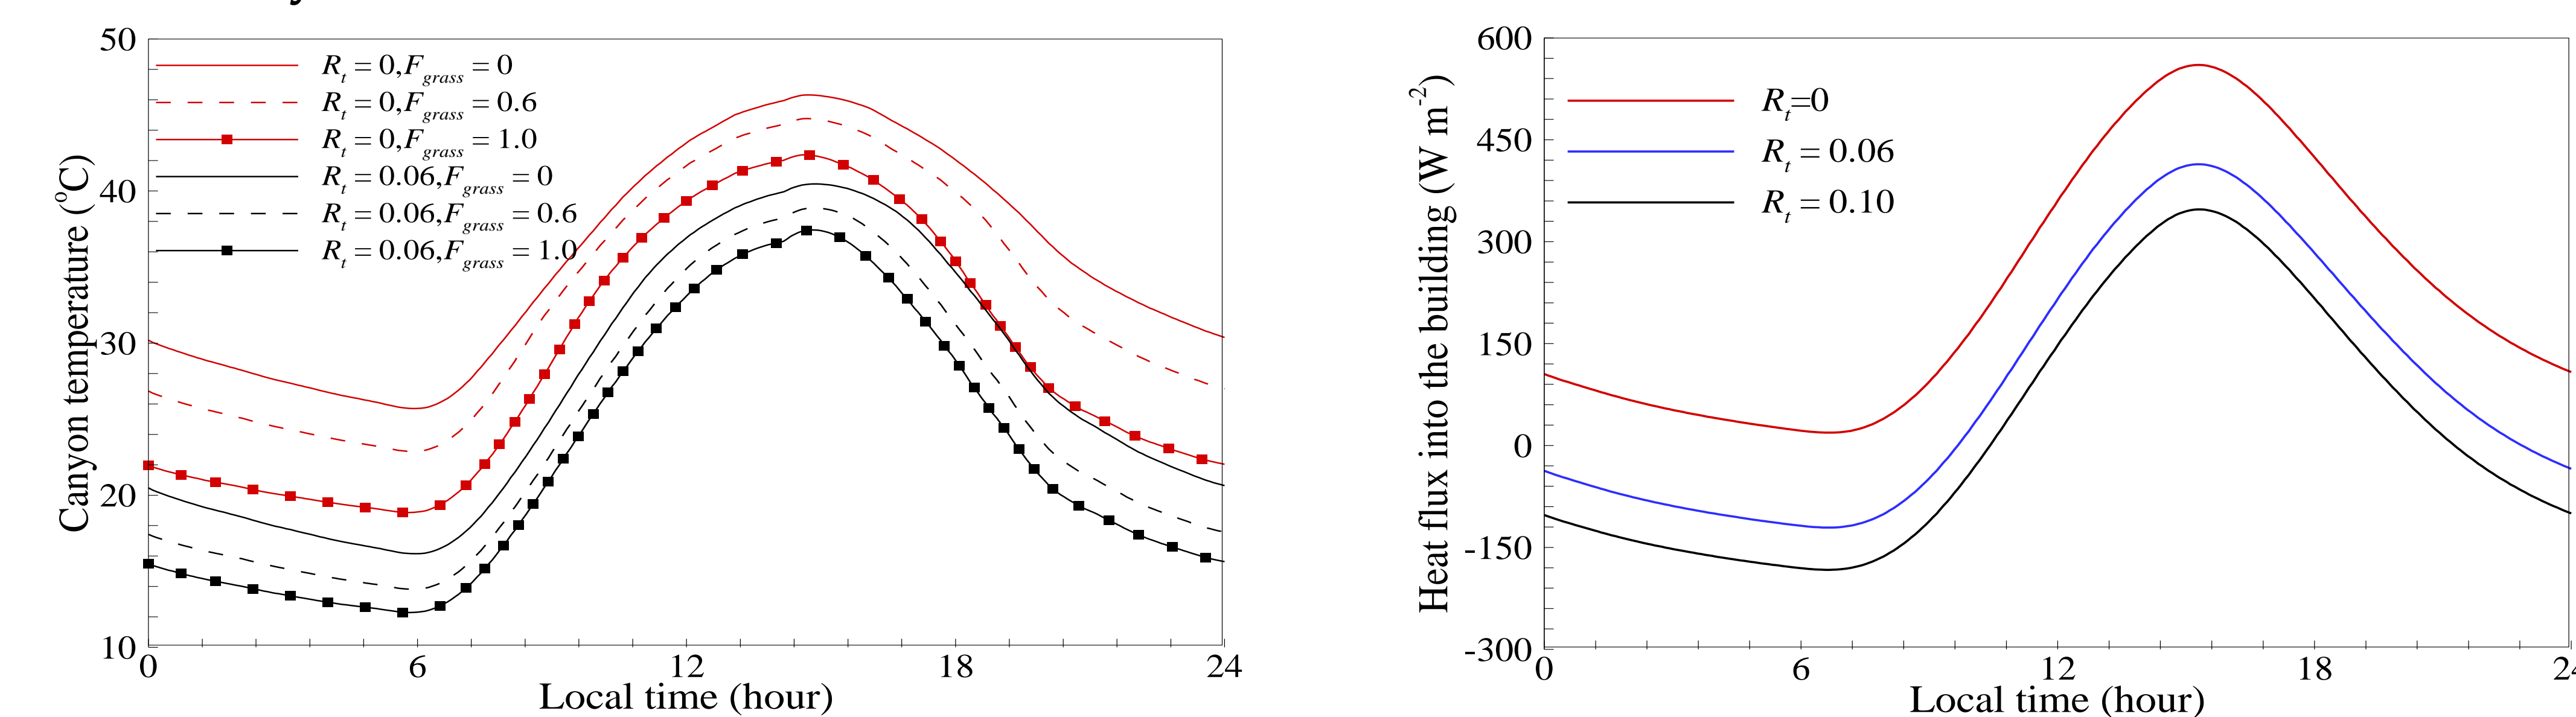 50
40
30
20
10
Canyon temperature (°C)
R_t = 0, F_grass = 0
R_t = 0, F_grass = 0.6
R_t = 0, F_grass = 1.0
R_t = 0.06, F_grass = 0
R_t = 0.06, F_grass = 0.6
R_t = 0.06, F_grass = 1.0
0 6 12 18 24
Local time (hour)
600
450
300
150
0
-150
-300
Heat flux into the building (W m^-2)
R_t=0
R_t = 0.06
R_t = 0.10
0 6 12 18
Local time (hour)